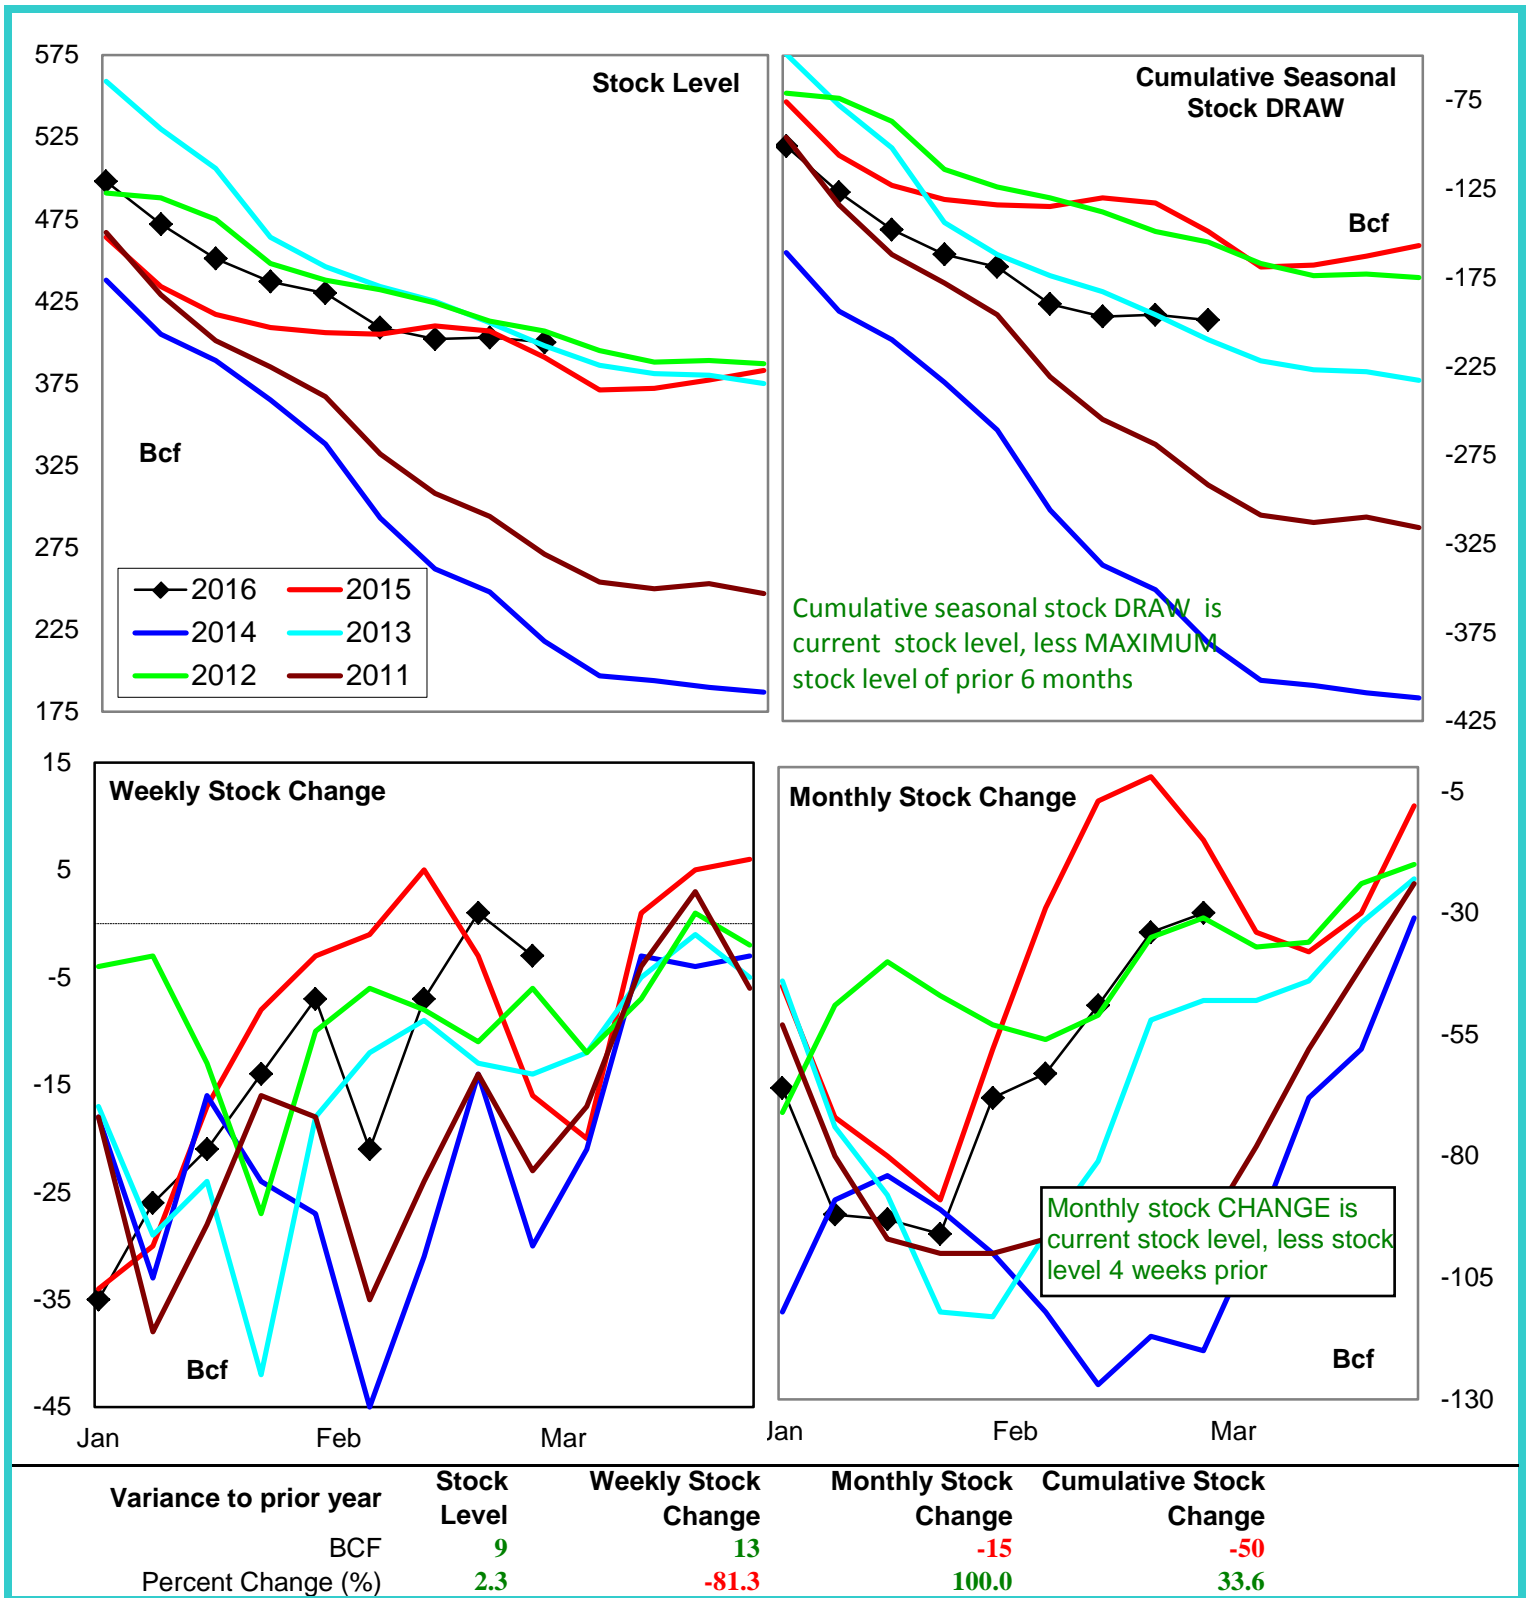 575
525
475
425
375
325
275
225
175
Stock Level
Bcf
2016 2015
2014 2013
2012 2011
Cumulative Seasonal
Stock DRAW
Bcf
-75
-125
-175
-225
-275
-325
-375
-425
Cumulative seasonal stock DRAW is
current stock level, less MAXIMUM
stock level of prior 6 months
15
5
-5
-15
-25
-35
-45
Weekly Stock Change
Bcf
Jan Feb Mar
Monthly Stock Change
-5
-30
-55
-80
-105
-130
Monthly stock CHANGE is
current stock level, less stock
level 4 weeks prior
Bcf
Jan Feb Mar
Variance to prior year
Stock
Level
Weekly Stock
Change
Monthly Stock
Change
Cumulative Stock
Change
BCF 9 13 -15 -50
Percent Change (%) 2.3 -81.3 100.0 33.6